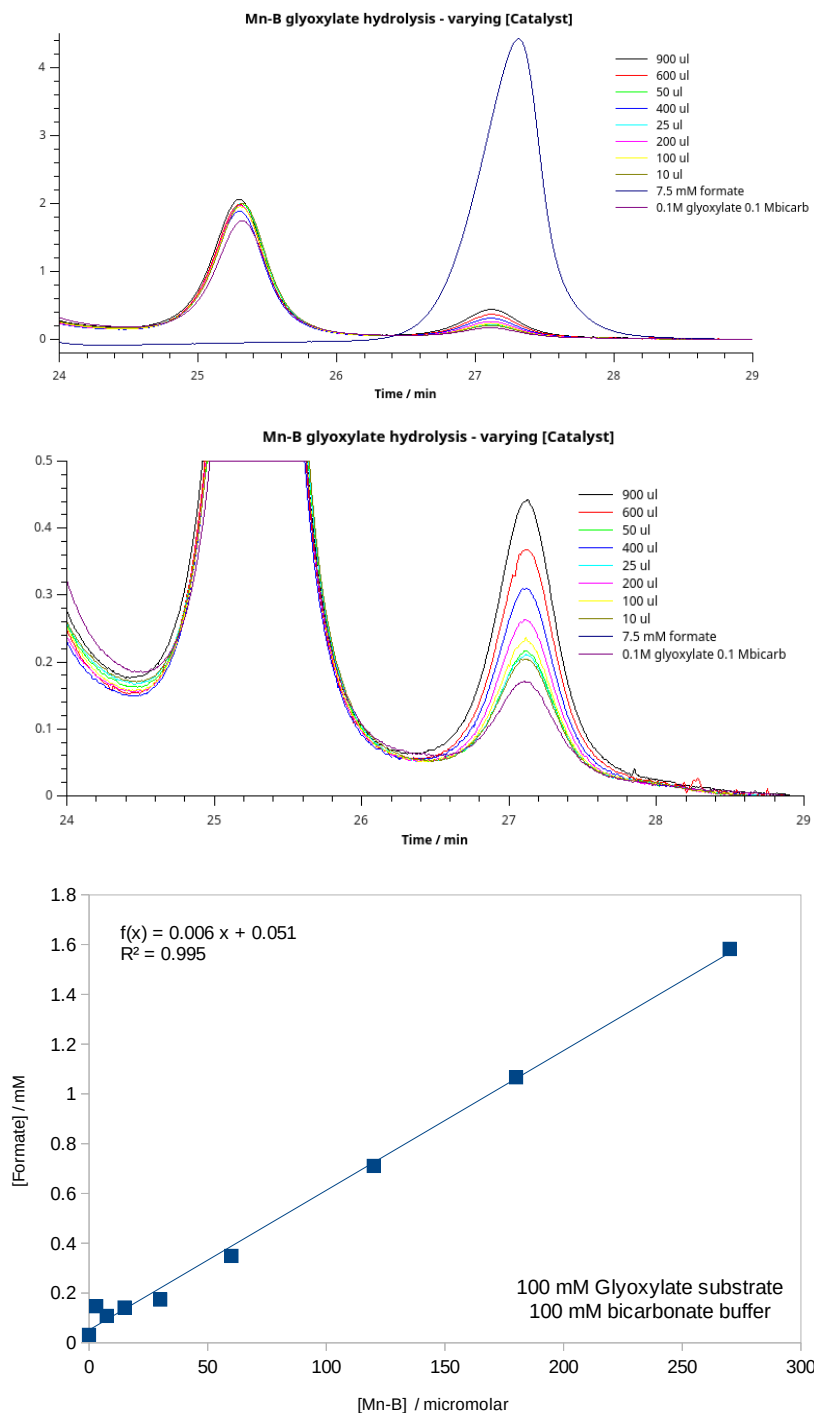 Mn-B glyoxylate hydrolysis - varying [Catalyst]
4
3
2
1
0
900 ul
600 ul
50 ul
400 ul
25 ul
200 ul
100 ul
10 ul
7.5 mM formate
0.1M glyoxylate 0.1 Mbicarb
24 25 26 27 28 29
Time / min
Mn-B glyoxylate hydrolysis - varying [Catalyst]
0.5
0.4
0.3
0.2
0.1
0
900 ul
600 ul
50 ul
400 ul
25 ul
200 ul
100 ul
10 ul
7.5 mM formate
0.1M glyoxylate 0.1 Mbicarb
24 25 26 27 28 29
Time / min
1.8
1.6
1.4
1.2
1
0.8
0.6
0.4
0.2
0
[Formate] / mM
f(x) = 0.006 x + 0.051
R² = 0.995
100 mM Glyoxylate substrate
100 mM bicarbonate buffer
0 50 100 150 200 250 300
[Mn-B] / micromolar